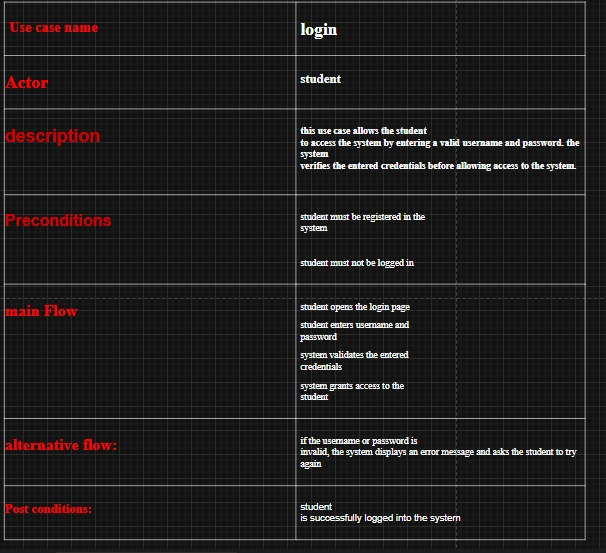 Use case name
login
Actor
student
description
this use case allows the student
to access the system by entering a valid username and password. the
system
verifies the entered credentials before allowing access to the system.
Preconditions
student must be registered in the
system
student must not be logged in
main Flow
student opens the login page
student enters username and
password
system validates the entered
credentials
system grants access to the
student
alternative flow:
if the username or password is
invalid, the system displays an error message and asks the student to try
again
Post conditions:
student
is successfully logged into the system